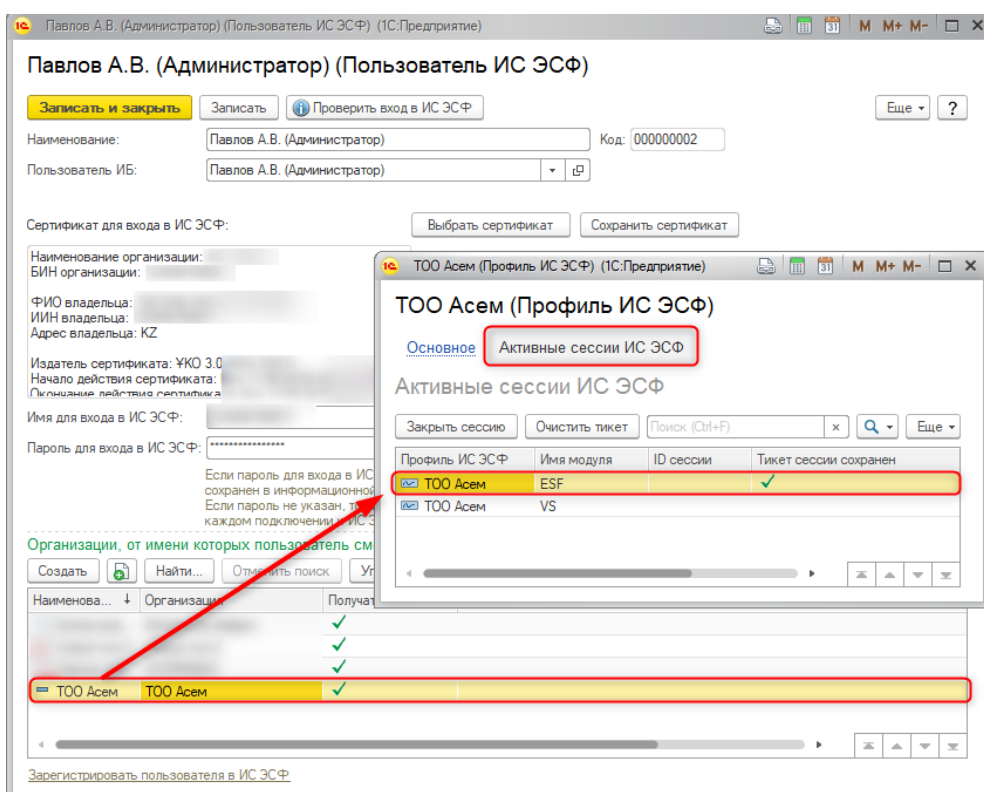 Павлов А.В. (Администратор) (Пользователь ИС ЭСФ) (1С:Предприятие)
M M+ M-
Павлов А.В. (Администратор) (Пользователь ИС ЭСФ)
Записать и закрыть Записать Проверить вход в ИС ЭСФ Еще ?
Наименование: Павлов А.В. (Администратор) Код: 000000002
Пользователь ИБ: Павлов А.В. (Администратор)
Сертификат для входа в ИС ЭСФ: Выбрать сертификат Сохранить сертификат
Наименование организации:
БИН организации:
ФИО владельца:
ИИН владельца:
Адрес владельца: KZ
Издатель сертификата: ҰКО 3.0
Начало действия сертификата:
Окончание действия
Имя для входа в ИС ЭСФ:
Пароль для входа в ИС ЭСФ: ****************
Если пароль для входа в ИС
сохранен в информационной
Если пароль не указан,
каждом подключении к ИС
Организации, от имени которых пользователь
Создать Найти... Отменить поиск
Наименова... Организация
ТОО Асем ТОО Асем
Зарегистрировать пользователя в ИС ЭСФ
ТОО Асем (Профиль ИС ЭСФ) (1С:Предприятие)
M M+ M-
ТОО Асем (Профиль ИС ЭСФ)
Основное Активные сессии ИС ЭСФ
Активные сессии ИС ЭСФ
Закрыть сессию Очистить тикет Поиск (Ctrl+F) × Еще
Профиль ИС ЭСФ Имя модуля ID сессии Тикет сессии сохранен
ТОО Асем ESF
ТОО Асем VS